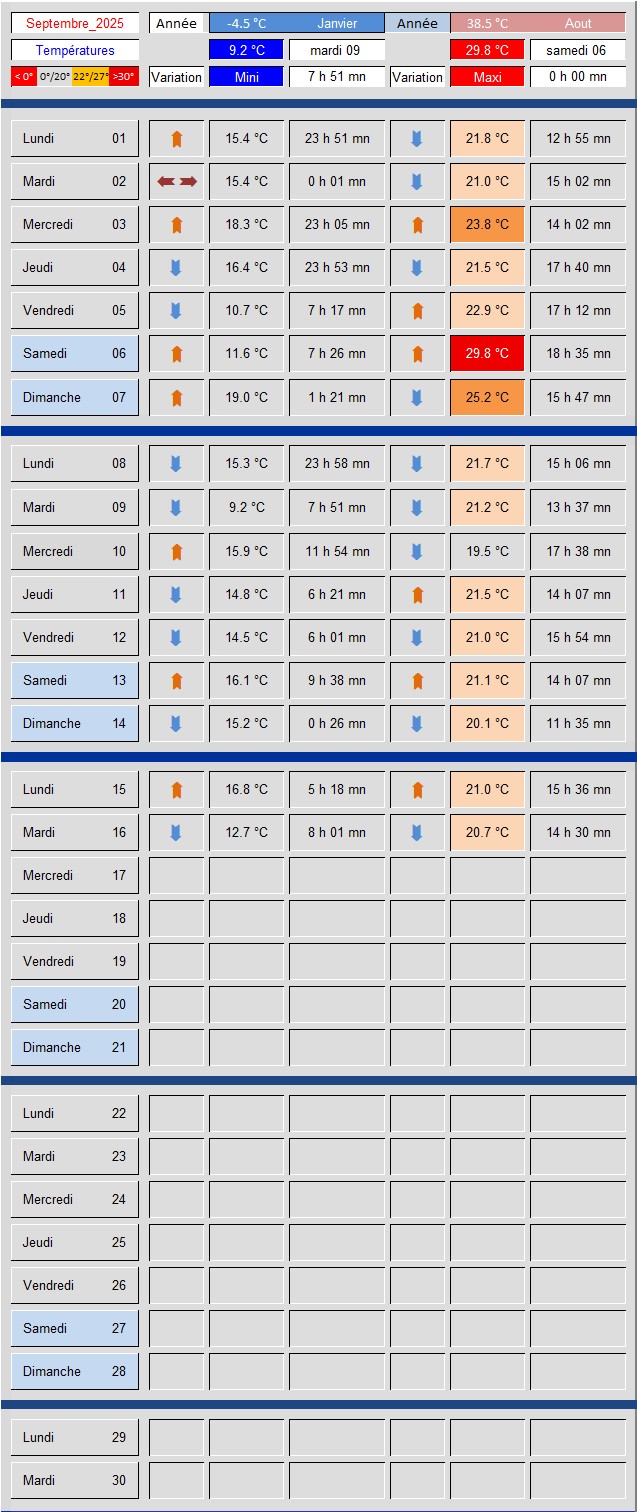 Septembre_2025 Année -4.5 °C Janvier Année 38.5 °C Aout
Températures 9.2 °C mardi 09 29.8 °C samedi 06
< 0° 0°/20° 22°/27° >30° Variation Mini 7 h 51 mn Variation Maxi 0 h 00 mn
Lundi 01 15.4 °C 23 h 51 mn 21.8 °C 12 h 55 mn
Mardi 02 15.4 °C 0 h 01 mn 21.0 °C 15 h 02 mn
Mercredi 03 18.3 °C 23 h 05 mn 23.8 °C 14 h 02 mn
Jeudi 04 16.4 °C 23 h 53 mn 21.5 °C 17 h 40 mn
Vendredi 05 10.7 °C 7 h 17 mn 22.9 °C 17 h 12 mn
Samedi 06 11.6 °C 7 h 26 mn 29.8 °C 18 h 35 mn
Dimanche 07 19.0 °C 1 h 21 mn 25.2 °C 15 h 47 mn
Lundi 08 15.3 °C 23 h 58 mn 21.7 °C 15 h 06 mn
Mardi 09 9.2 °C 7 h 51 mn 21.2 °C 13 h 37 mn
Mercredi 10 15.9 °C 11 h 54 mn 19.5 °C 17 h 38 mn
Jeudi 11 14.8 °C 6 h 21 mn 21.5 °C 14 h 07 mn
Vendredi 12 14.5 °C 6 h 01 mn 21.0 °C 15 h 54 mn
Samedi 13 16.1 °C 9 h 38 mn 21.1 °C 14 h 07 mn
Dimanche 14 15.2 °C 0 h 26 mn 20.1 °C 11 h 35 mn
Lundi 15 16.8 °C 5 h 18 mn 21.0 °C 15 h 36 mn
Mardi 16 12.7 °C 8 h 01 mn 20.7 °C 14 h 30 mn
Mercredi 17
Jeudi 18
Vendredi 19
Samedi 20
Dimanche 21
Lundi 22
Mardi 23
Mercredi 24
Jeudi 25
Vendredi 26
Samedi 27
Dimanche 28
Lundi 29
Mardi 30